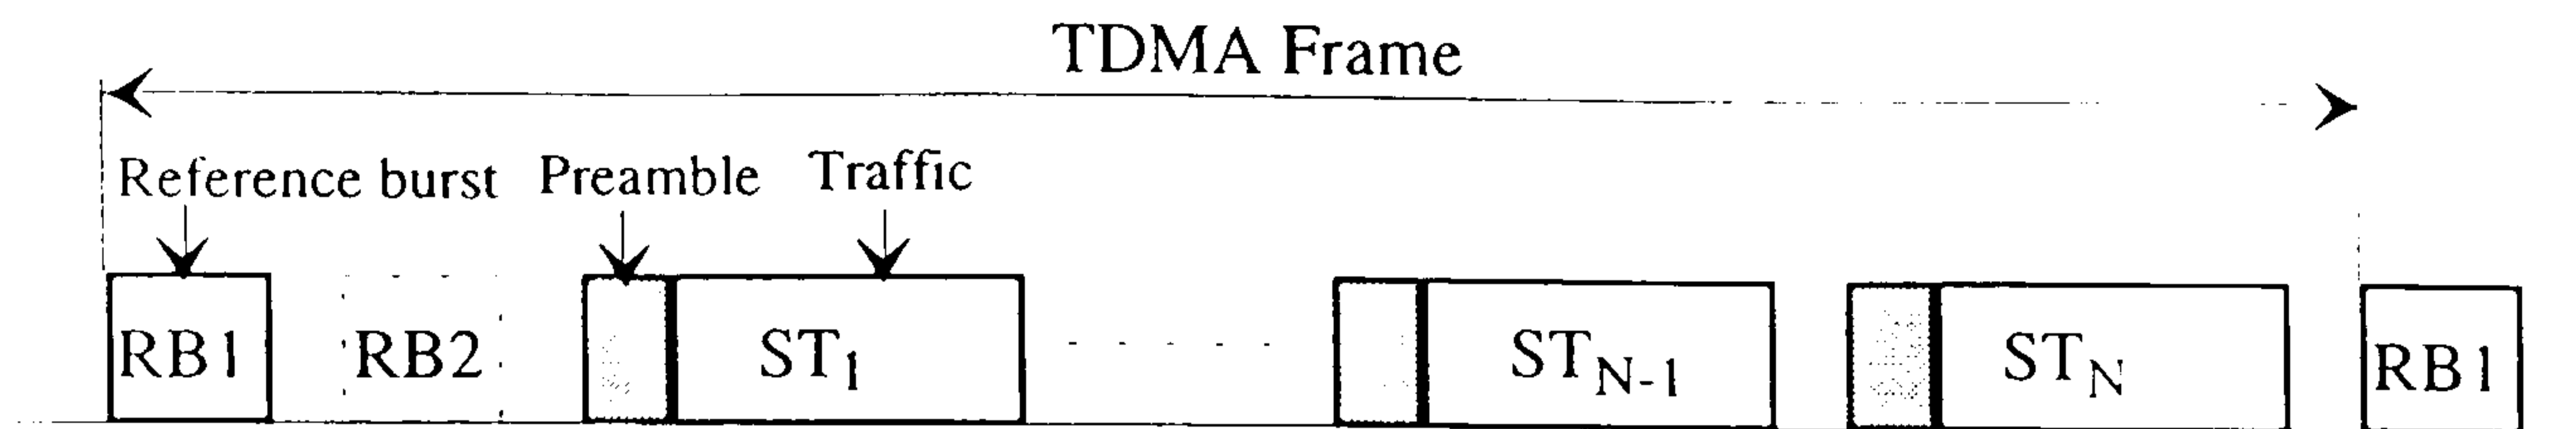 TDMA Frame
Reference burst Preamble Traffic
RB1 RB2 ST1 STN-1 STN RB1